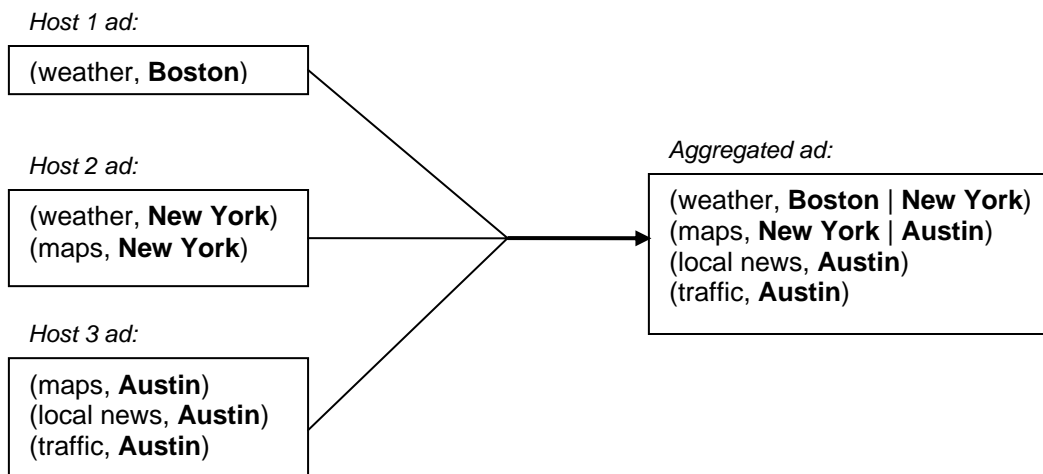 Host 1 ad:
(weather, Boston)
Host 2 ad:
(weather, New York)
(maps, New York)
Host 3 ad:
(maps, Austin)
(local news, Austin)
(traffic, Austin)
Aggregated ad:
(weather, Boston | New York)
(maps, New York | Austin)
(local news, Austin)
(traffic, Austin)